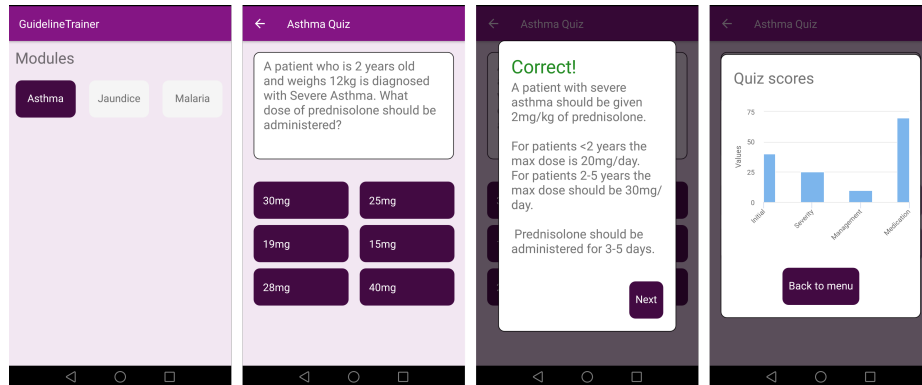 GuidelineTrainer
Modules
Asthma
Jaundice
Malaria
Asthma Quiz
A patient who is 2 years old
and weighs 12kg is diagnosed
with Severe Asthma. What
dose of prednisolone should be
administered?
30mg
25mg
19mg
15mg
28mg
40mg
Asthma Quiz
Correct!
A patient with severe
asthma should be given
2mg/kg of prednisolone.
For patients <2 years the
max dose is 20mg/day.
For patients 2-5 years the
max dose should be 30mg/
day.
Prednisolone should be
administered for 3-5 days.
Next
Asthma Quiz
Quiz scores
75
50
25
0
Values
Initial
Severity
Management
Medication
Back to menu